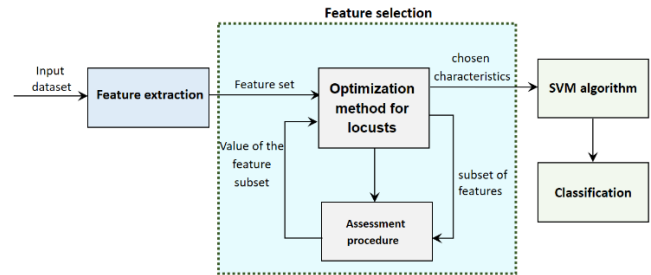 Feature selection
Input
dataset
Feature extraction
Feature set
Optimization
method for
locusts
chosen
characteristics
SVM algorithm
Value of the
feature
subset
subset of
features
Assessment
procedure
Classification